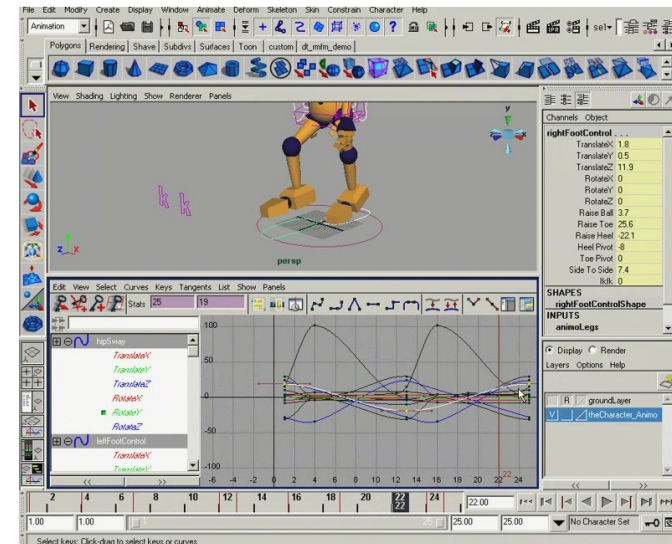 File Edit Modify Create Display Window Animate Deform Skeleton Skin Constrain Character Help
Animation sel-
Polygons Rendering Shave Subdivs Surfaces Toon custom dt_mfm_demo
View Shading Lighting Show Renderer Panels
Channels Object
rightFootControl . . .
TranslateX 1.8
TranslateY 0.5
TranslateZ 11.9
RotateX 0
RotateY 0
RotateZ 0
Raise Ball 3.7
Raise Toe 25.6
Raise Heel -22.1
Heel Pivot -8
Toe Pivot 0
Side To Side 7.4
Ikfk 0
SHAPES
rightFootControlShape
INPUTS
animoLegs
y
k k
z x
persp
Edit View Select Curves Keys Tangents List Show Panels
Stats 25 19
hipSway
TranslateX
TranslateY
TranslateZ
RotateX
RotateY
RotateZ
leftFootControl
TranslateX
TranslateY
100
50
0
-50
-100
-6 -4 -2 0 2 4 6 8 10 12 14 16 18 20 22 24
22
Display Render
Layers Options Help
R groundLayer
V theCharacter_Animo
<< >>
<< >>
2 4 6 8 10 12 14 16 18 20 22 24 22.00
22
1.00 1.00 25 25.00 25.00 No Character Set
Select keys: Click-drag to select keys or curves